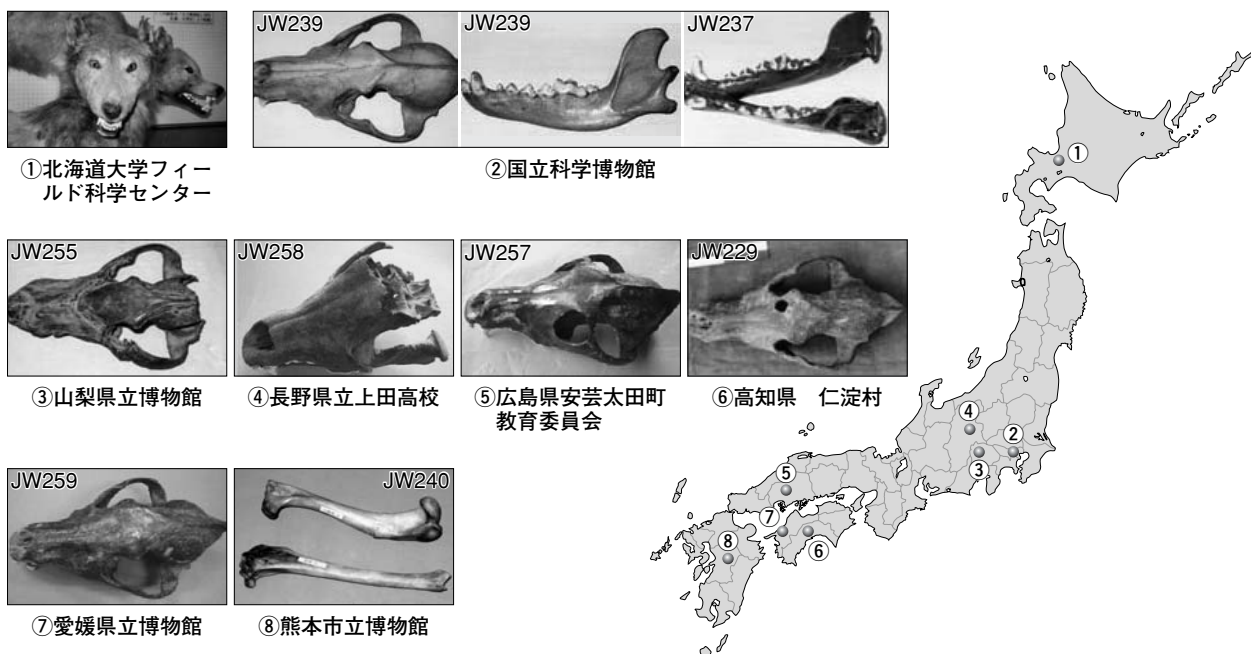 JW239
JW239
JW237
①北海道大学フィー
ルド科学センター
②国立科学博物館
JW255
JW258
JW257
JW229
③山梨県立博物館
④長野県立上田高校
⑤広島県安芸太田町
教育委員会
⑥高知県　仁淀村
JW259
JW240
⑦愛媛県立博物館
⑧熊本市立博物館
①
④
②
③
⑤
⑦
⑥
⑧